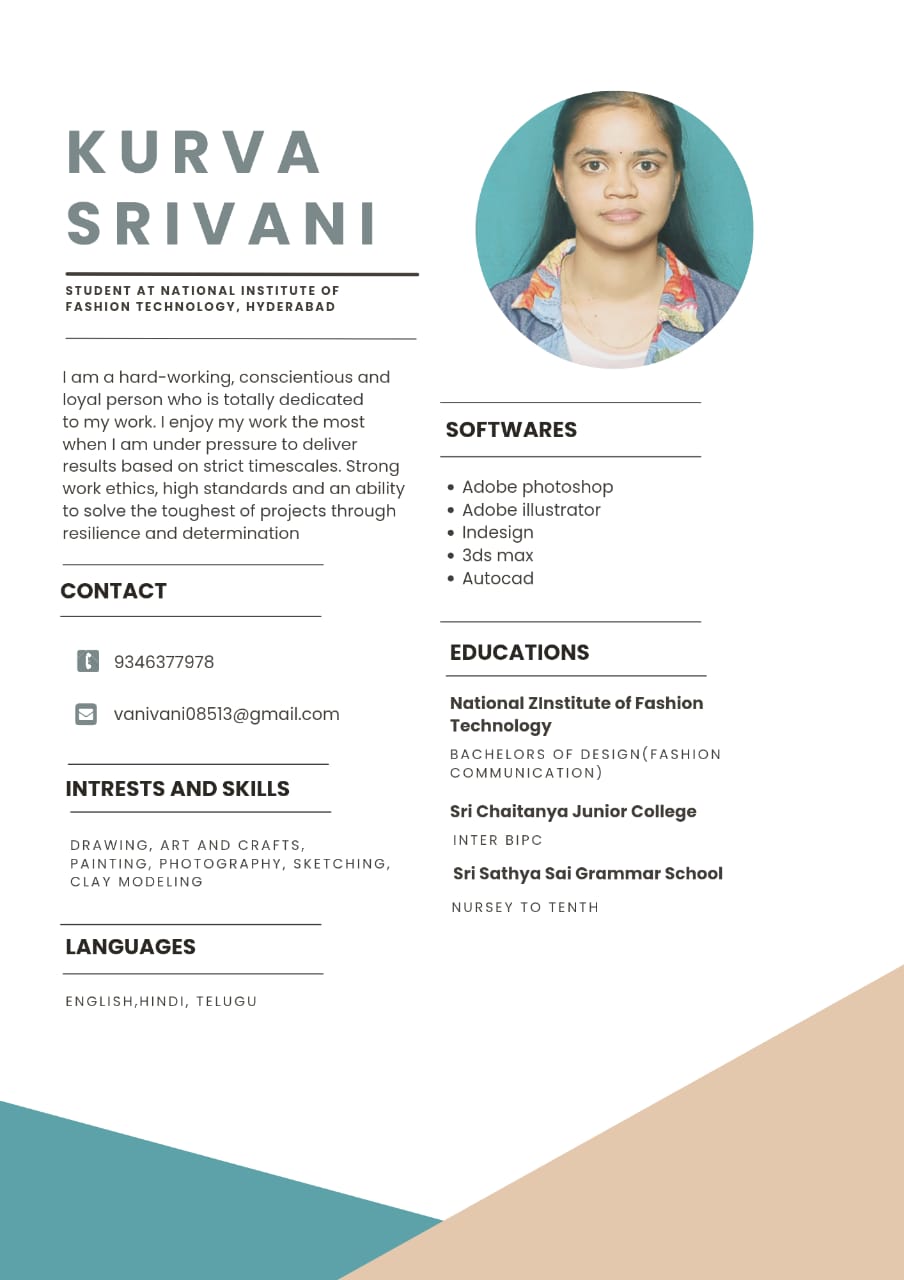 KURVA
SRIVANI
STUDENT AT NATIONAL INSTITUTE OF
FASHION TECHNOLOGY, HYDERABAD
I am a hard-working, conscientious and
loyal person who is totally dedicated
to my work. I enjoy my work the most
when I am under pressure to deliver
results based on strict timescales. Strong
work ethics, high standards and an ability
to solve the toughest of projects through
resilience and determination
CONTACT
9346377978
vanivani08513@gmail.com
INTRESTS AND SKILLS
DRAWING, ART AND CRAFTS,
PAINTING, PHOTOGRAPHY, SKETCHING,
CLAY MODELING
LANGUAGES
ENGLISH,HINDI, TELUGU
SOFTWARES
• Adobe photoshop
• Adobe illustrator
• Indesign
• 3ds max
• Autocad
EDUCATIONS
National ZInstitute of Fashion
Technology
BACHELORS OF DESIGN(FASHION
COMMUNICATION)
Sri Chaitanya Junior College
INTER BIPC
Sri Sathya Sai Grammar School
NURSEY TO TENTH